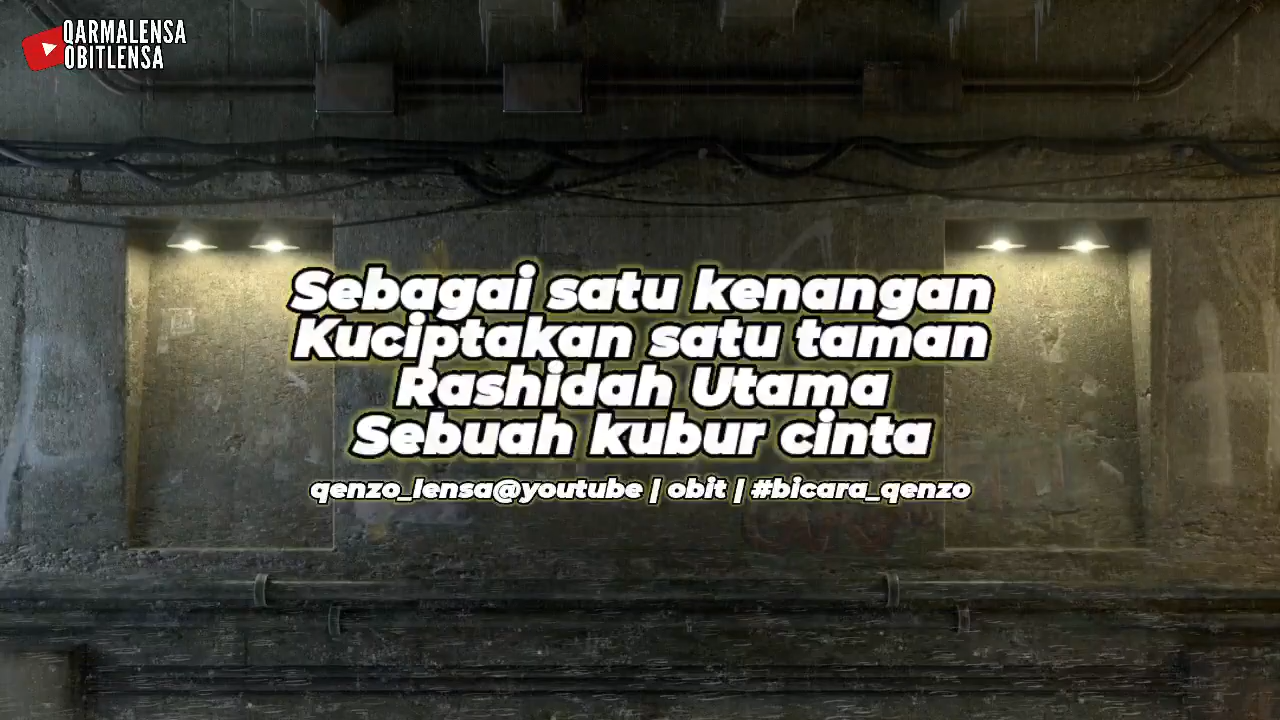 QARMALENSA
OBITLENSA
Sebagai satu kenangan
Kuciptakan satu taman
Rashidah Utama
Sebuah kubur cinta
qenzo_lensa@youtube | obit | #bicara_qenzo